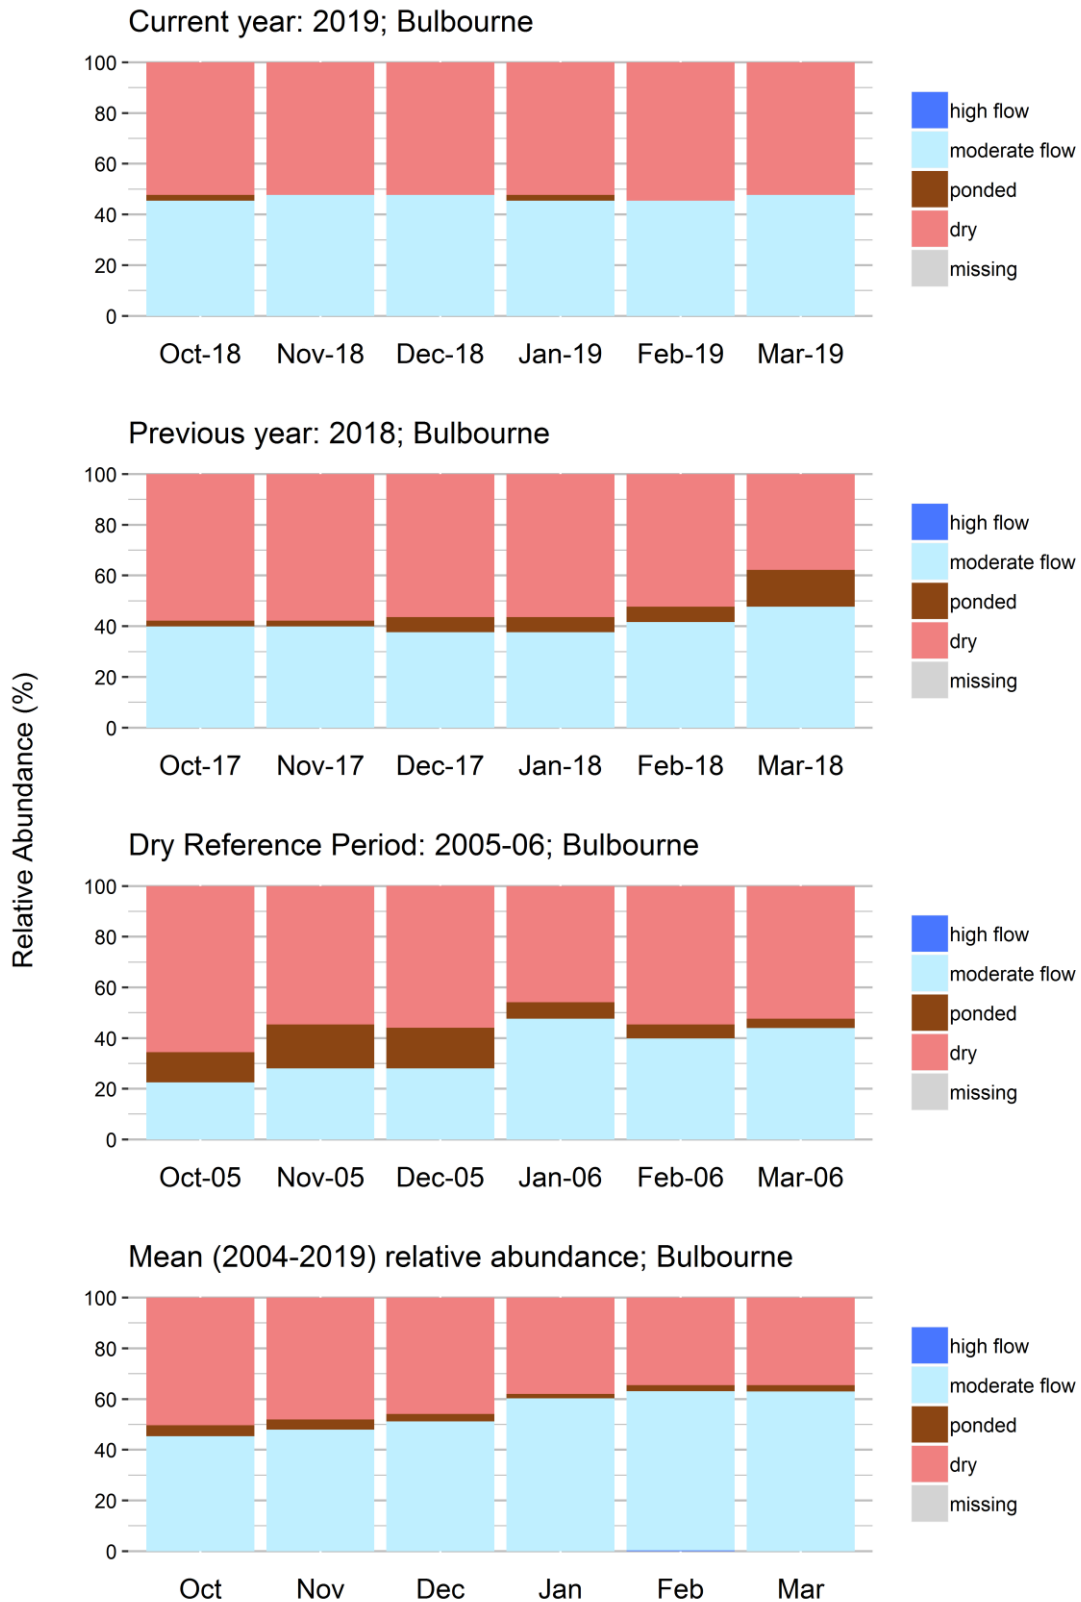 Relative Abundance (%)
Current year: 2019; Bulbourne
100
80
60
40
20
0
Oct-18 Nov-18 Dec-18 Jan-19 Feb-19 Mar-19
high flow
moderate flow
ponded
dry
missing
Previous year: 2018; Bulbourne
100
80
60
40
20
0
Oct-17 Nov-17 Dec-17 Jan-18 Feb-18 Mar-18
high flow
moderate flow
ponded
dry
missing
Dry Reference Period: 2005-06; Bulbourne
100
80
60
40
20
0
Oct-05 Nov-05 Dec-05 Jan-06 Feb-06 Mar-06
high flow
moderate flow
ponded
dry
missing
Mean (2004-2019) relative abundance; Bulbourne
100
80
60
40
20
0
Oct Nov Dec Jan Feb Mar
high flow
moderate flow
ponded
dry
missing